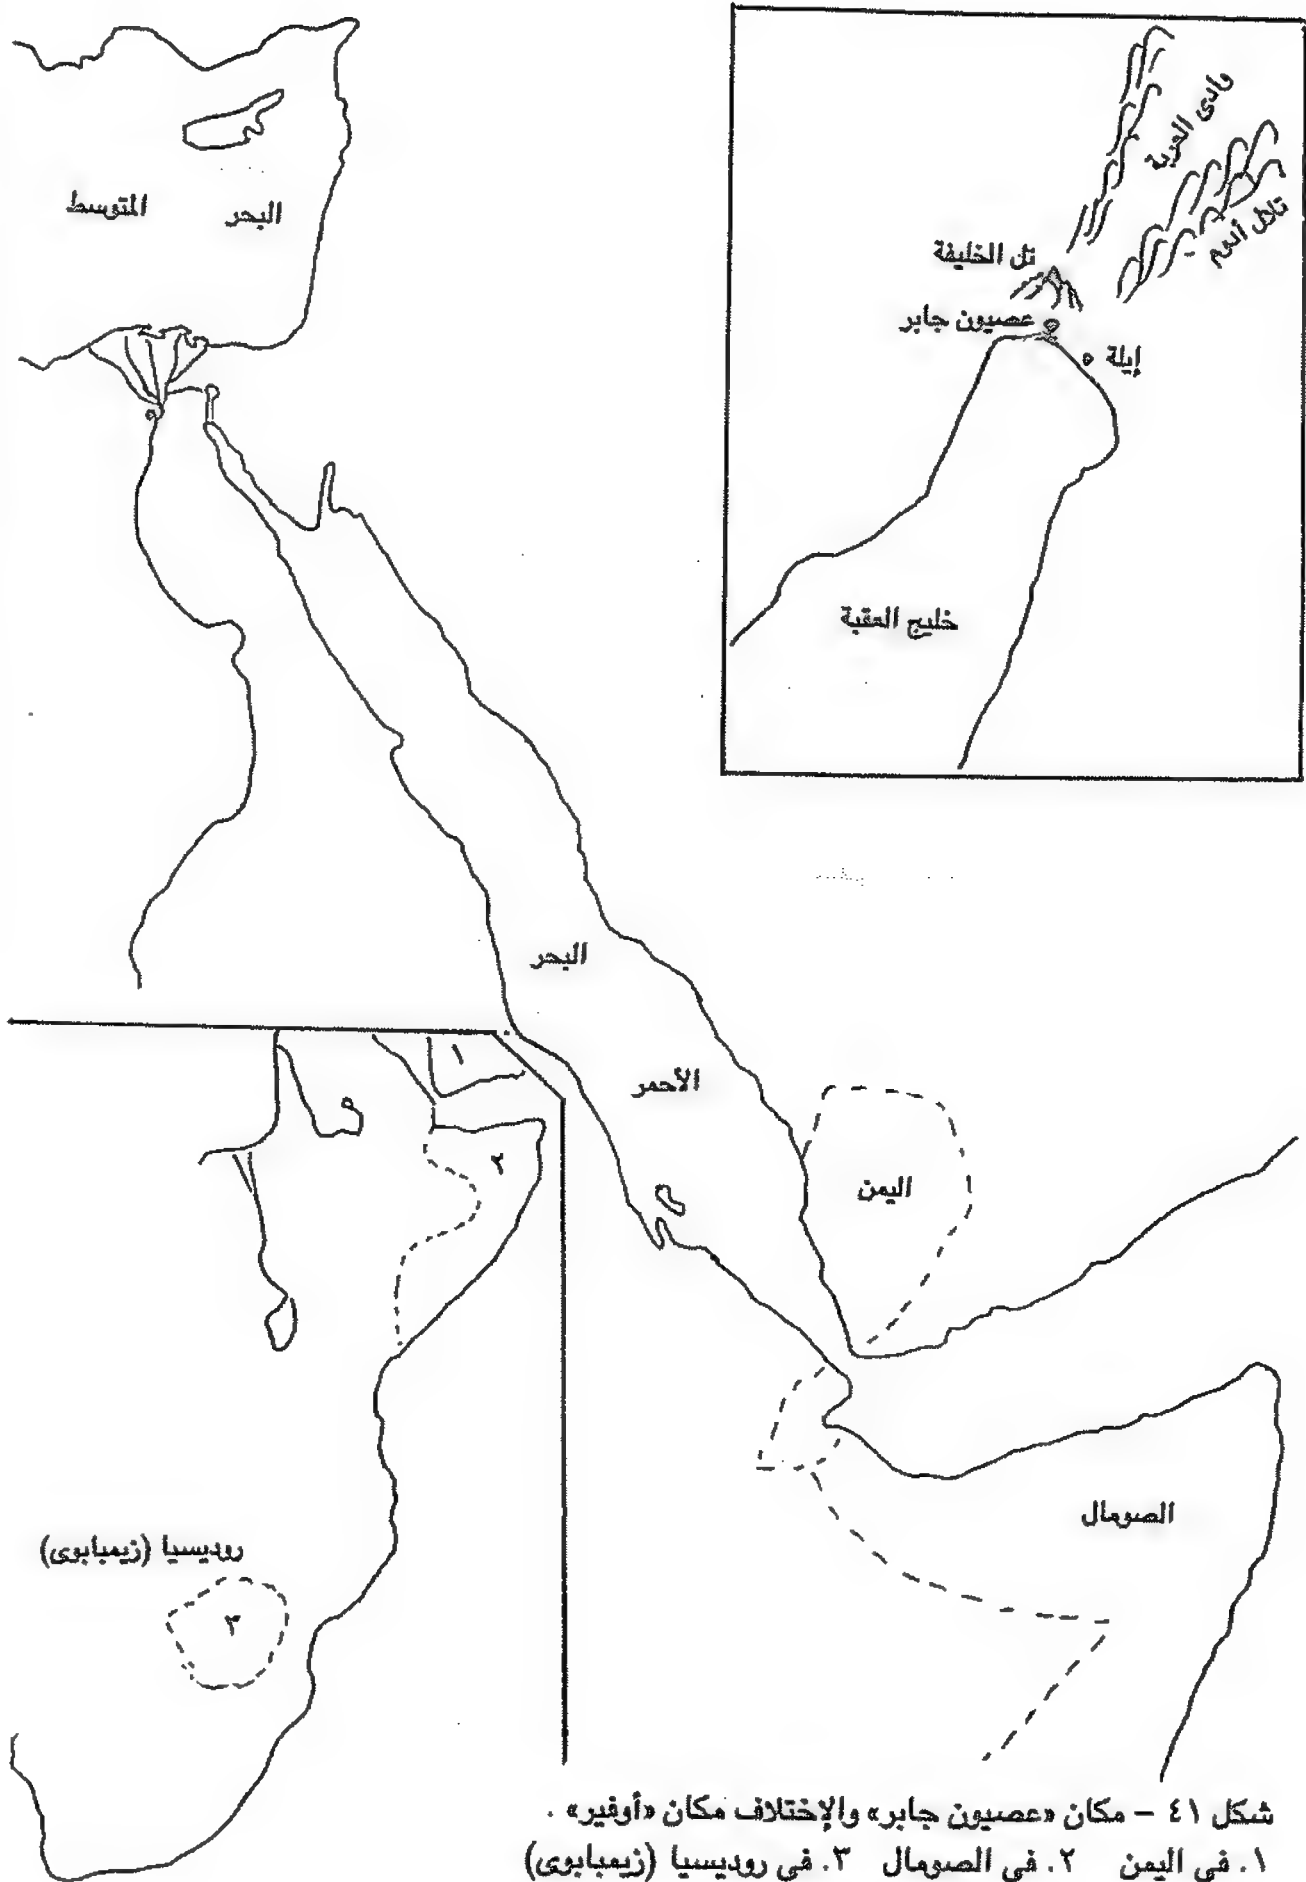 وادى العربة
تلال أدوم
تل الخليفة
عصيون جابر
إيلة
خليج العقبة
البحر المتوسط
البحر
الأحمر
اليمن
الصومال
١
٢
روديسيا (زيمبابوى)
٣
شكل ٤١ – مكان «عصيون جابر» والإختلاف مكان «أوفير» .
١. فى اليمن ٢. فى الصومال ٣. فى روديسيا (زيمبابوى)